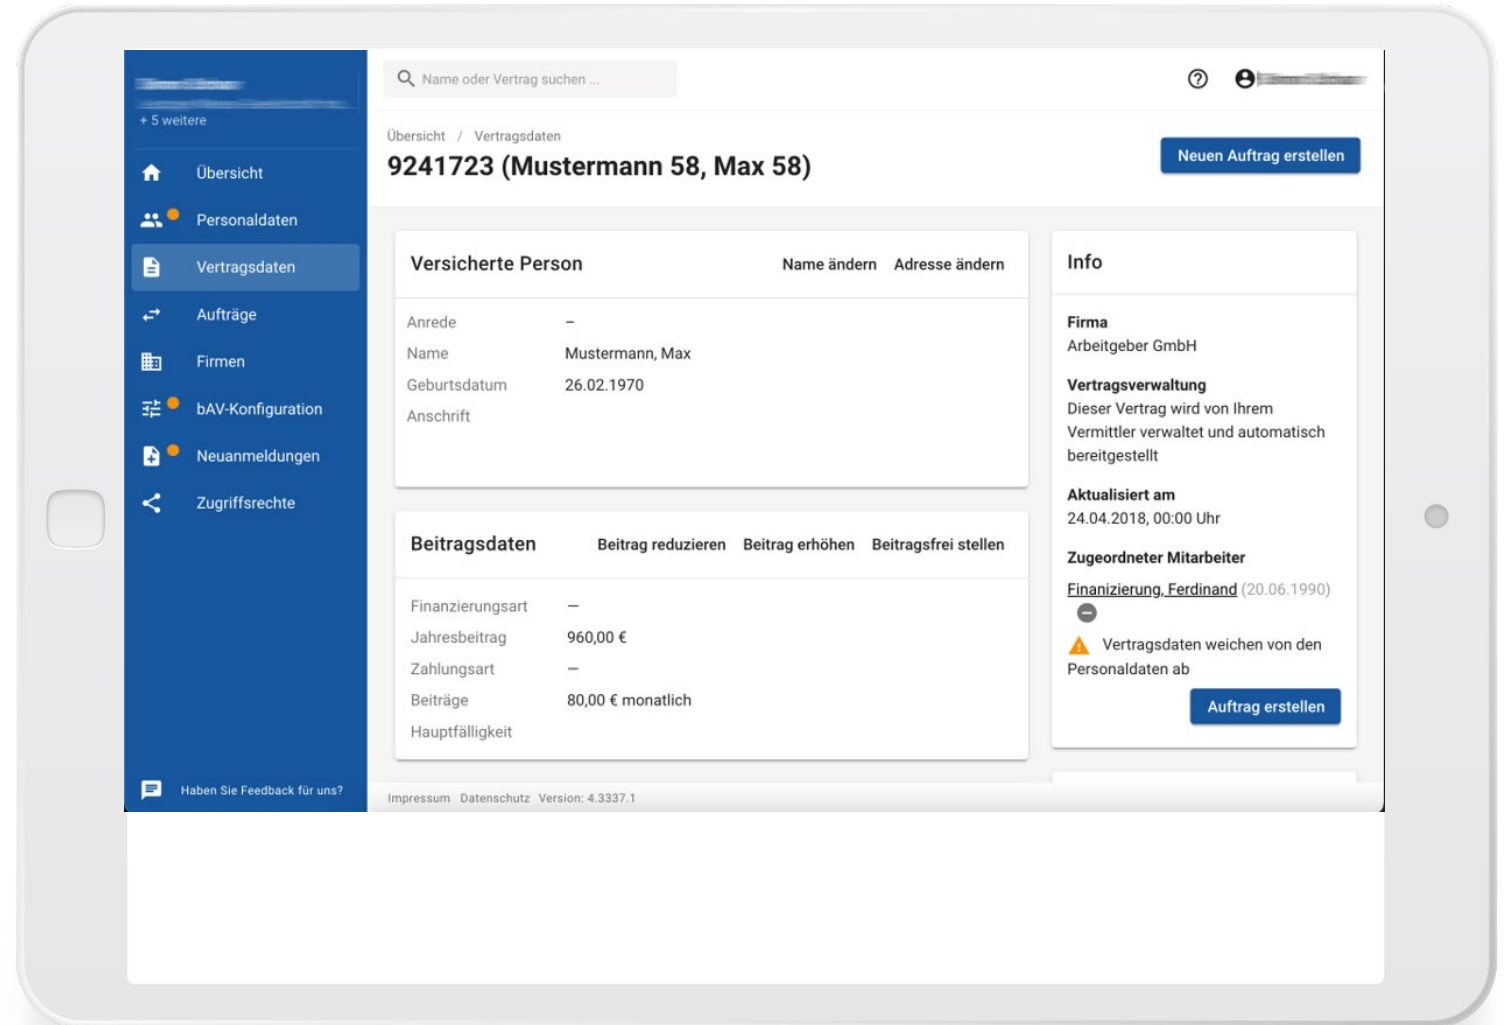 + 5 weitere
Übersicht
Personaldaten
Vertragsdaten
Aufträge
Firmen
bAV-Konfiguration
Neuanmeldungen
Zugriffsrechte
Haben Sie Feedback für uns?
Name oder Vertrag suchen ...
Übersicht / Vertragsdaten
9241723 (Mustermann 58, Max 58)
Neuen Auftrag erstellen
Versicherte Person Name ändern Adresse ändern
Anrede –
Name Mustermann, Max
Geburtsdatum 26.02.1970
Anschrift
Beitragsdaten Beitrag reduzieren Beitrag erhöhen Beitragsfrei stellen
Finanzierungsart –
Jahresbeitrag 960,00 €
Zahlungsart –
Beiträge 80,00 € monatlich
Hauptfälligkeit
Info
Firma
Arbeitgeber GmbH
Vertragsverwaltung
Dieser Vertrag wird von Ihrem
Vermittler verwaltet und automatisch
bereitgestellt
Aktualisiert am
24.04.2018, 00:00 Uhr
Zugeordneter Mitarbeiter
Finanizierung, Ferdinand (20.06.1990)
Vertragsdaten weichen von den
Personaldaten ab
Auftrag erstellen
Impressum Datenschutz Version: 4.3337.1